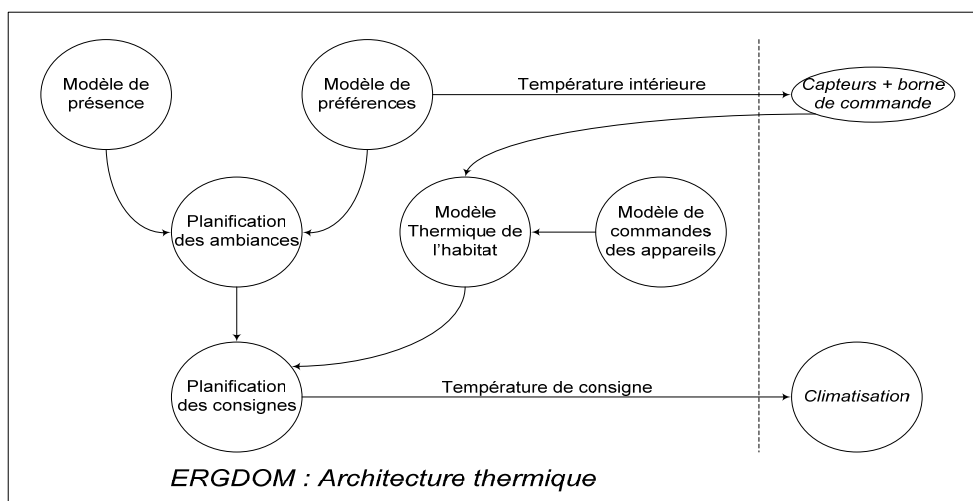 Modèle de
présence
Modèle de
préférences
Température intérieure
Capteurs + borne
de commande
Planification
des ambiances
Modèle
Thermique de
l'habitat
Modèle de
commandes
des appareils
Planification
des consignes
Température de consigne
Climatisation
ERGDOM : Architecture thermique